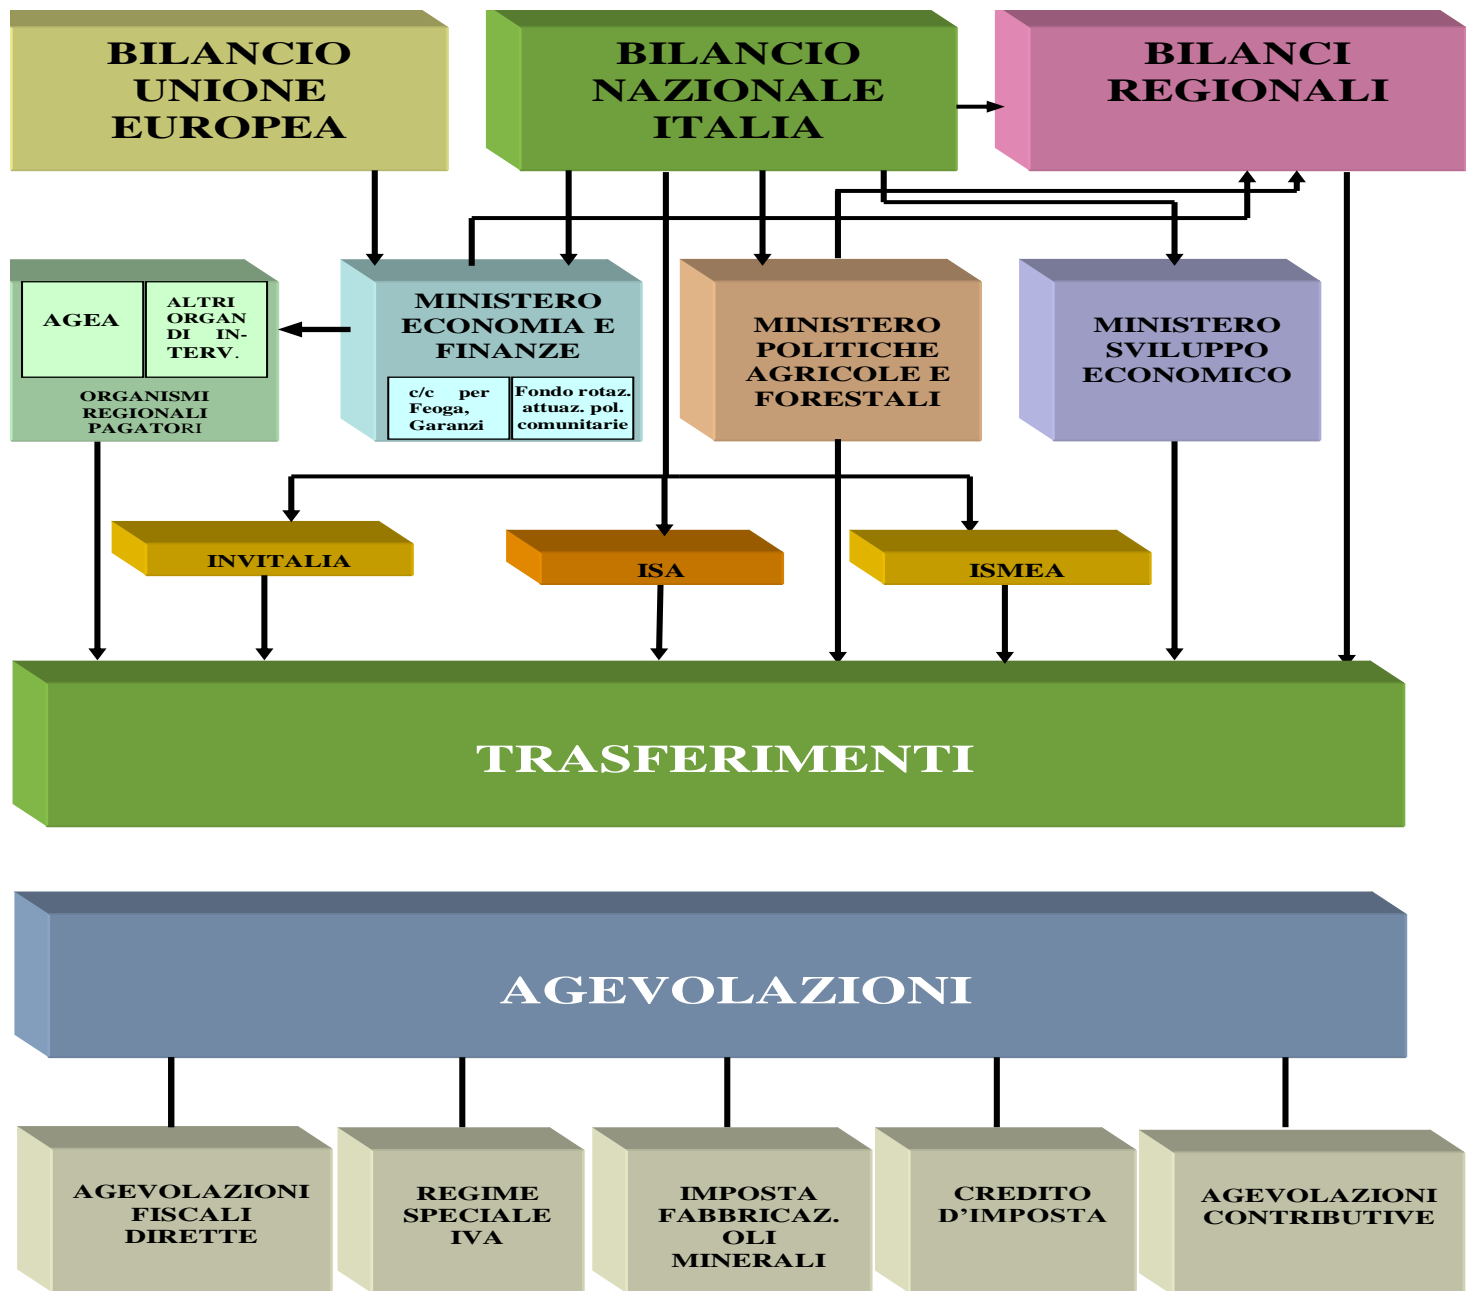 BILANCIO
UNIONE
EUROPEA
BILANCIO
NAZIONALE
ITALIA
BILANCI
REGIONALI
AGEA
ALTRI
ORGAN
DI IN-
TERV.
ORGANISMI
REGIONALI
PAGATORI
MINISTERO
ECONOMIA E
FINANZE
c/c per
Feoga,
Garanzi
Fondo rotaz.
attuaz. pol.
comunitarie
MINISTERO
POLITICHE
AGRICOLE E
FORESTALI
MINISTERO
SVILUPPO
ECONOMICO
INVITALIA
ISA
ISMEA
TRASFERIMENTI
AGEVOLAZIONI
AGEVOLAZIONI
FISCALI
DIRETTE
REGIME
SPECIALE
IVA
IMPOSTA
FABBRICAZ.
OLI
MINERALI
CREDITO
D’IMPOSTA
AGEVOLAZIONI
CONTRIBUTIVE